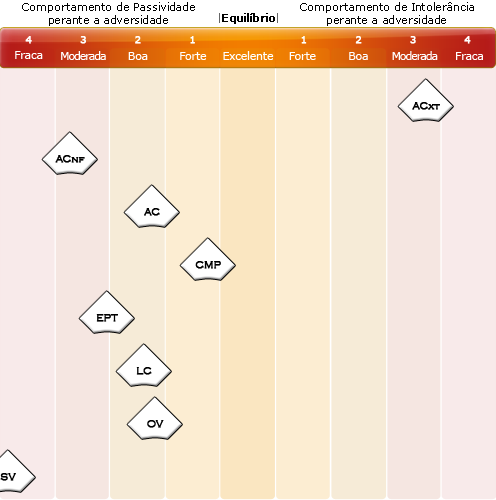 Comportamento de Passividade
perante a adversidade
|Equilíbrio|
Comportamento de Intolerância
perante a adversidade
4 3 2 1 1 2 3 4
Fraca Moderada Boa Forte Excelente Forte Boa Moderada Fraca
ACXT
ACNF
AC
CMP
EPT
LC
OV
SV